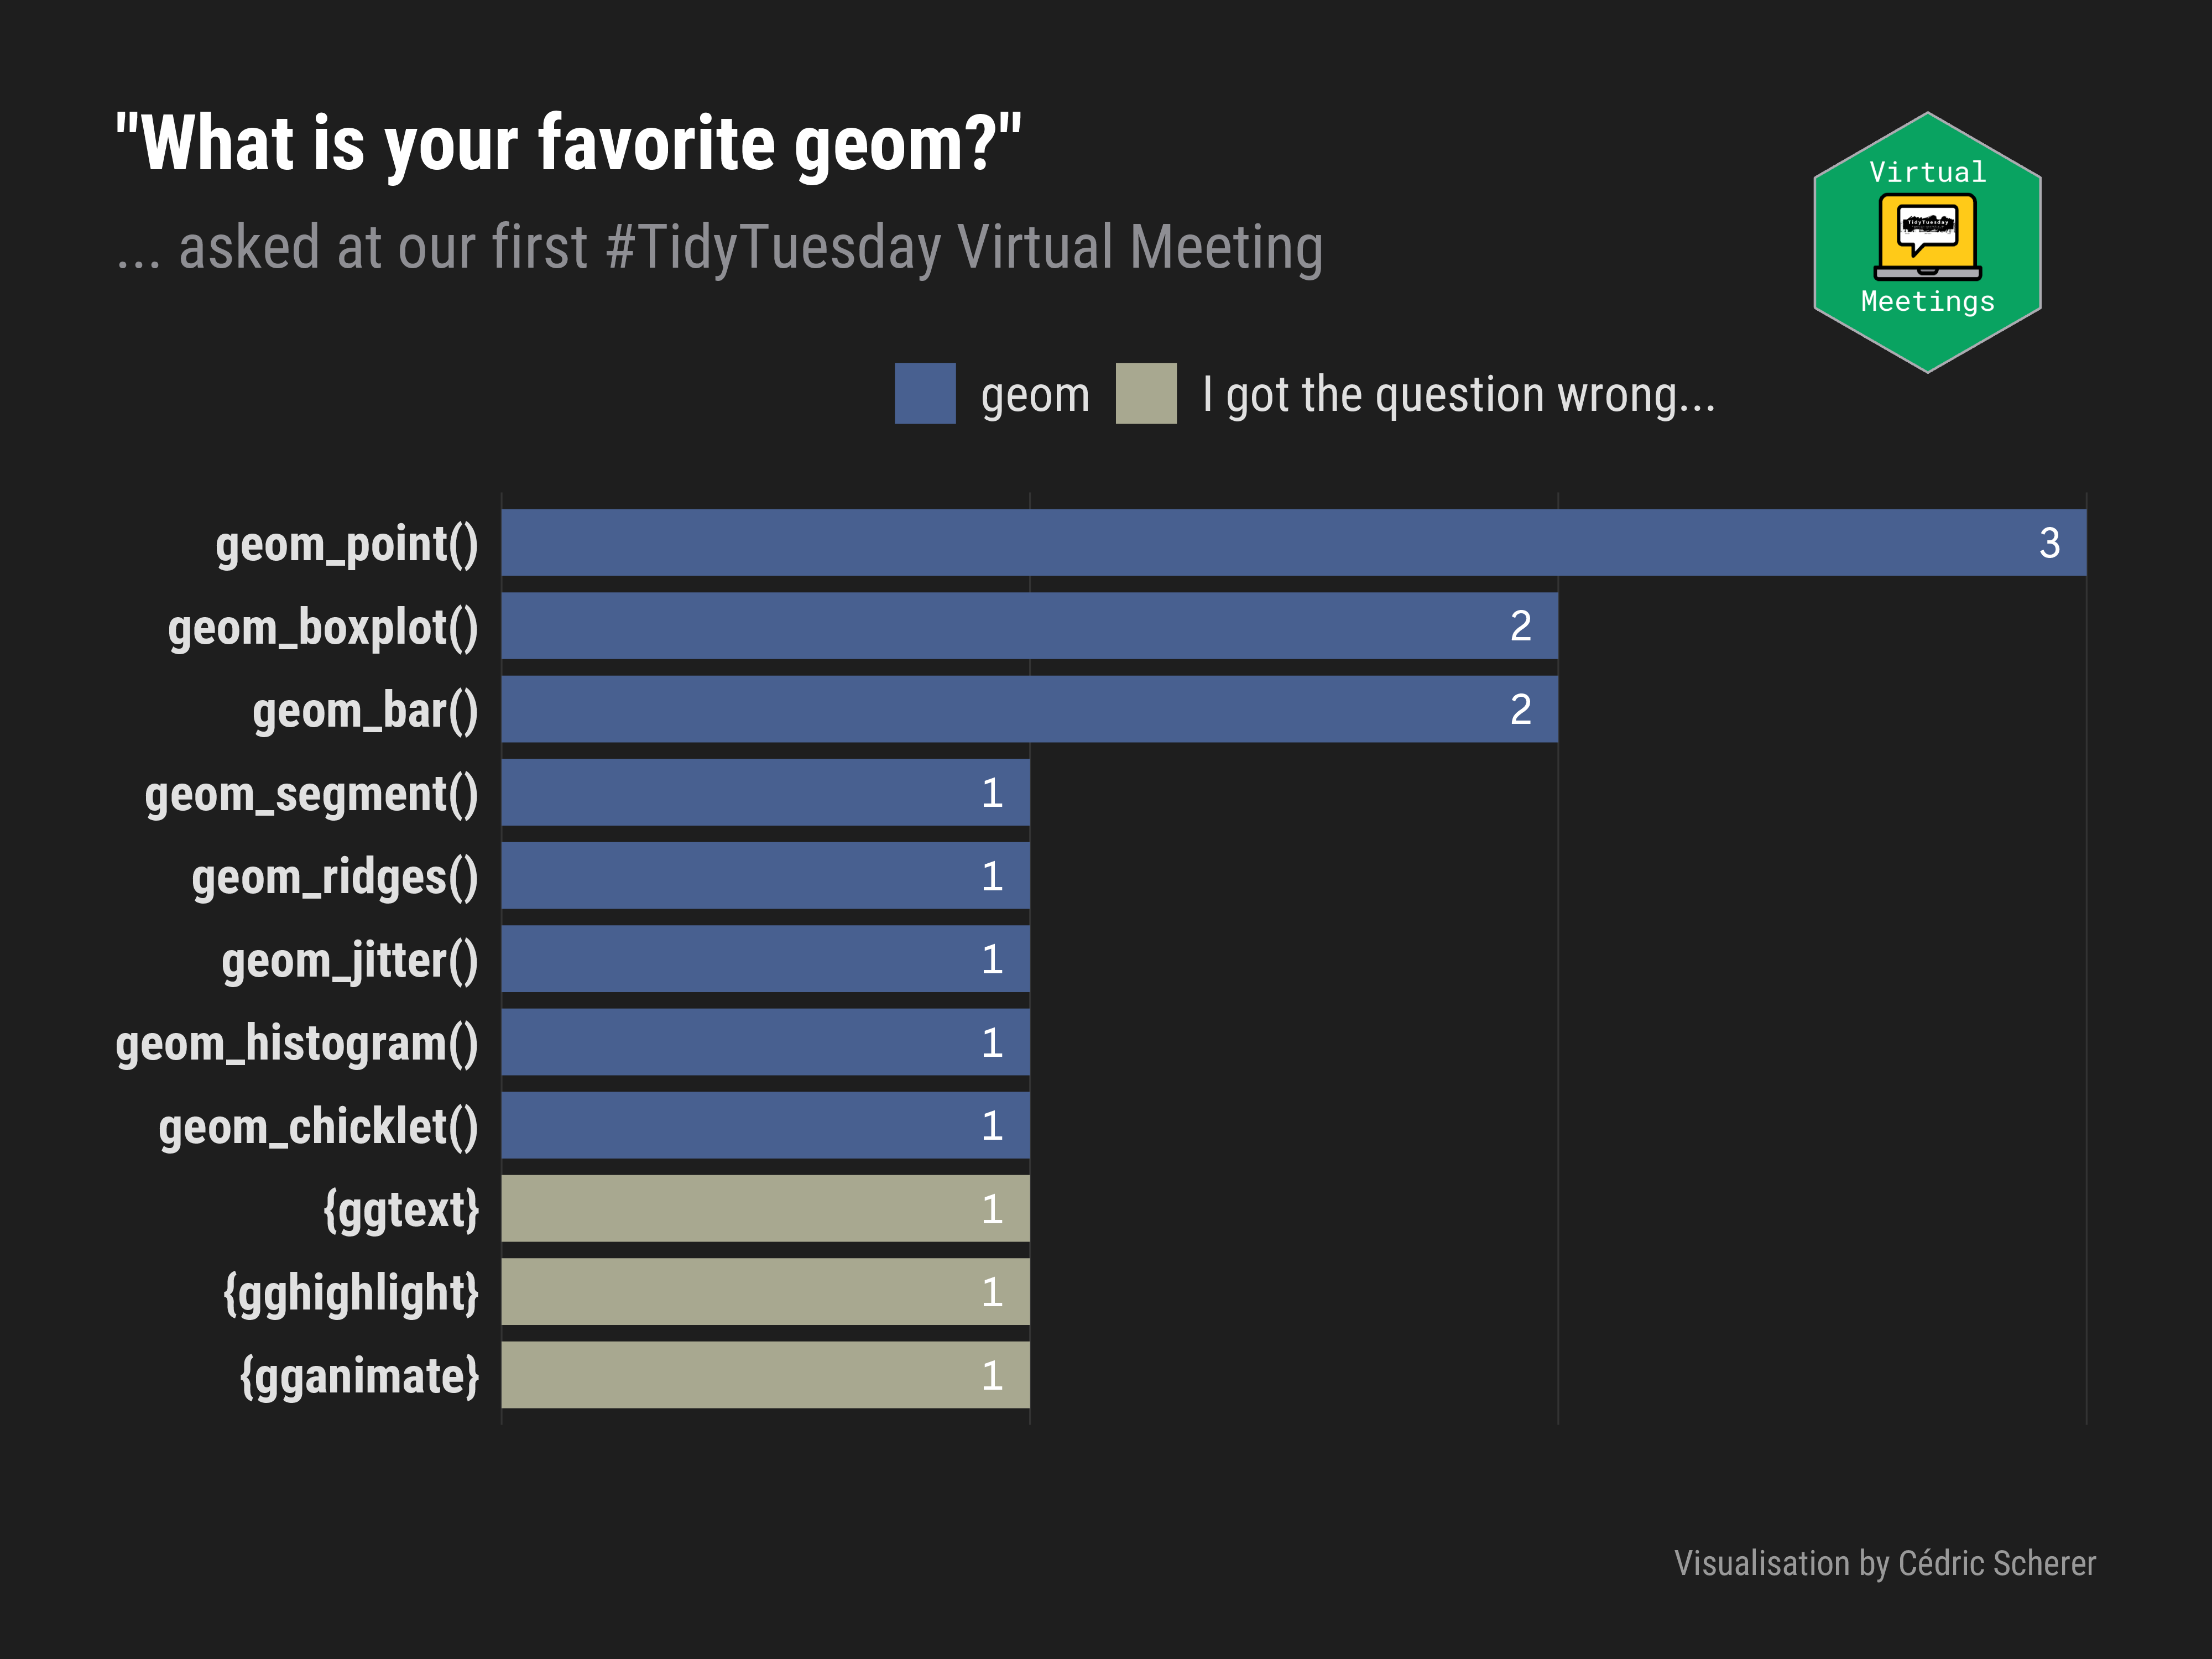 "What is your favorite geom?"
... asked at our first #TidyTuesday Virtual Meeting
Virtual
TidyTuesday
Meetings
geom
I got the question wrong...
geom_point() 3
geom_boxplot() 2
geom_bar() 2
geom_segment() 1
geom_ridges() 1
geom_jitter() 1
geom_histogram() 1
geom_chicklet() 1
{ggtext} 1
{gghighlight} 1
{gganimate} 1
Visualisation by Cédric Scherer